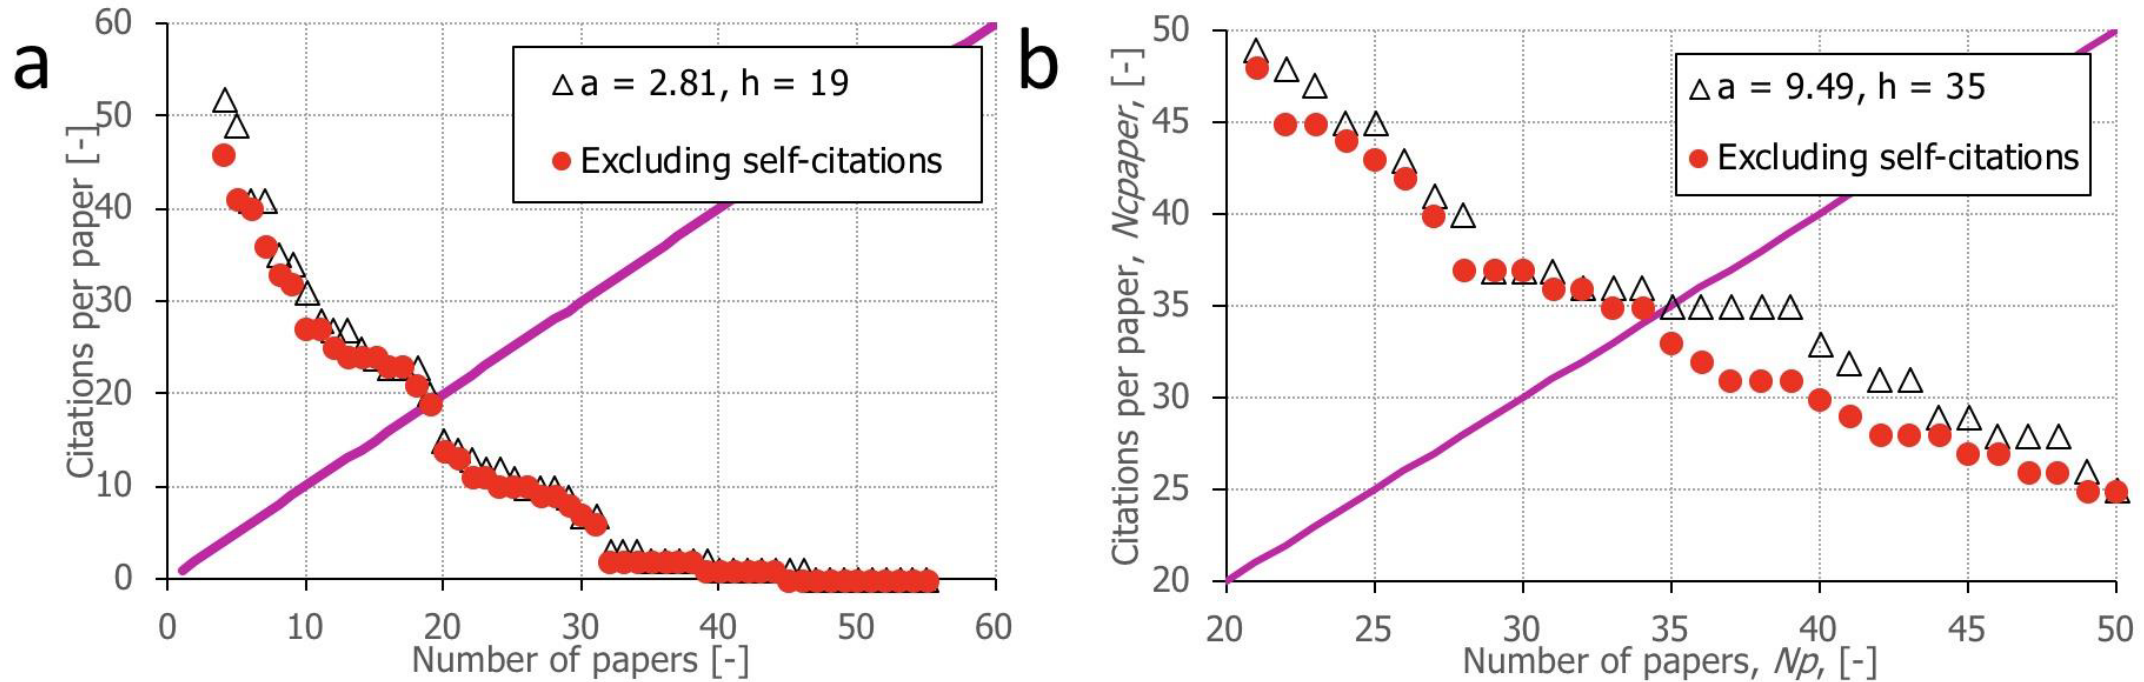 a
Citations per paper [-]
60
50
40
30
20
10
0
△ a = 2.81, h = 19
● Excluding self-citations
0 10 20 30 40 50 60
Number of papers [-]
b
Citations per paper, Ncpaper, [-]
50
45
40
35
30
25
20
△ a = 9.49, h = 35
● Excluding self-citations
20 25 30 35 40 45 50
Number of papers, Np, [-]